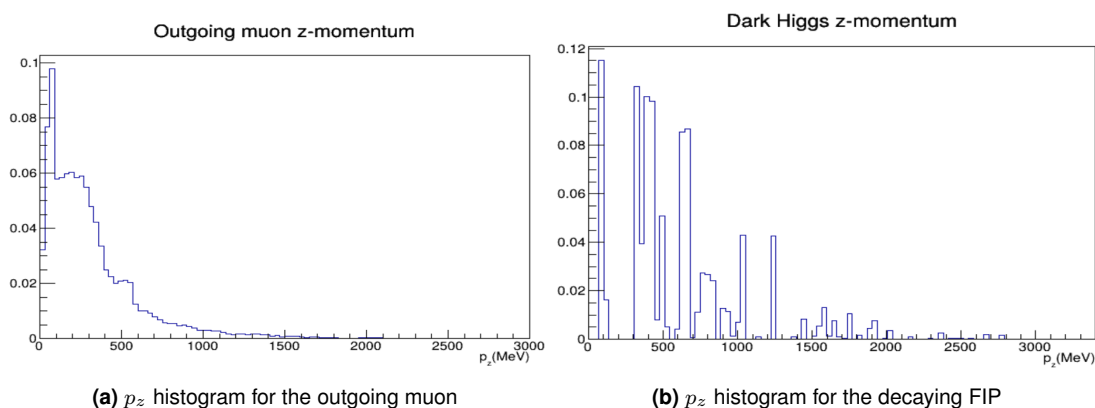 Outgoing muon z-momentum
0.1
0.08
0.06
0.04
0.02
0
0 500 1000 1500 2000 2500 3000
p_z(MeV)
(a) p_z histogram for the outgoing muon
Dark Higgs z-momentum
0.12
0.1
0.08
0.06
0.04
0.02
0
0 500 1000 1500 2000 2500 3000
p_z(MeV)
(b) p_z histogram for the decaying FIP